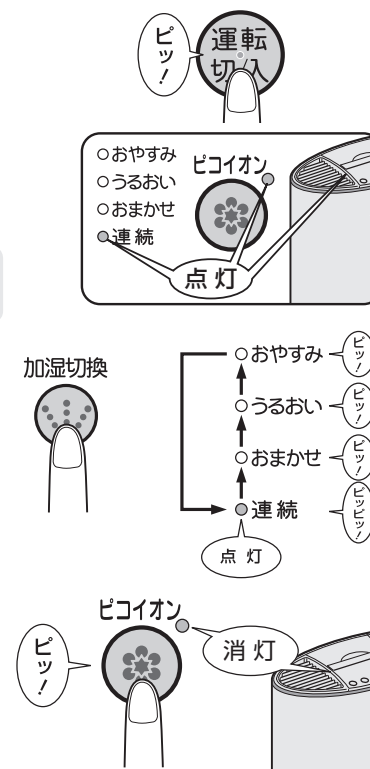 ピッ!
運転
切/入
おやすみ
うるおい
おまかせ
連続
ピコイオン
点灯
加湿切換
おやすみ
ピッ!
うるおい
ピッ!
おまかせ
ピッ!
連続
ピッピッ!
点灯
ピコイオン
ピッ!
消灯